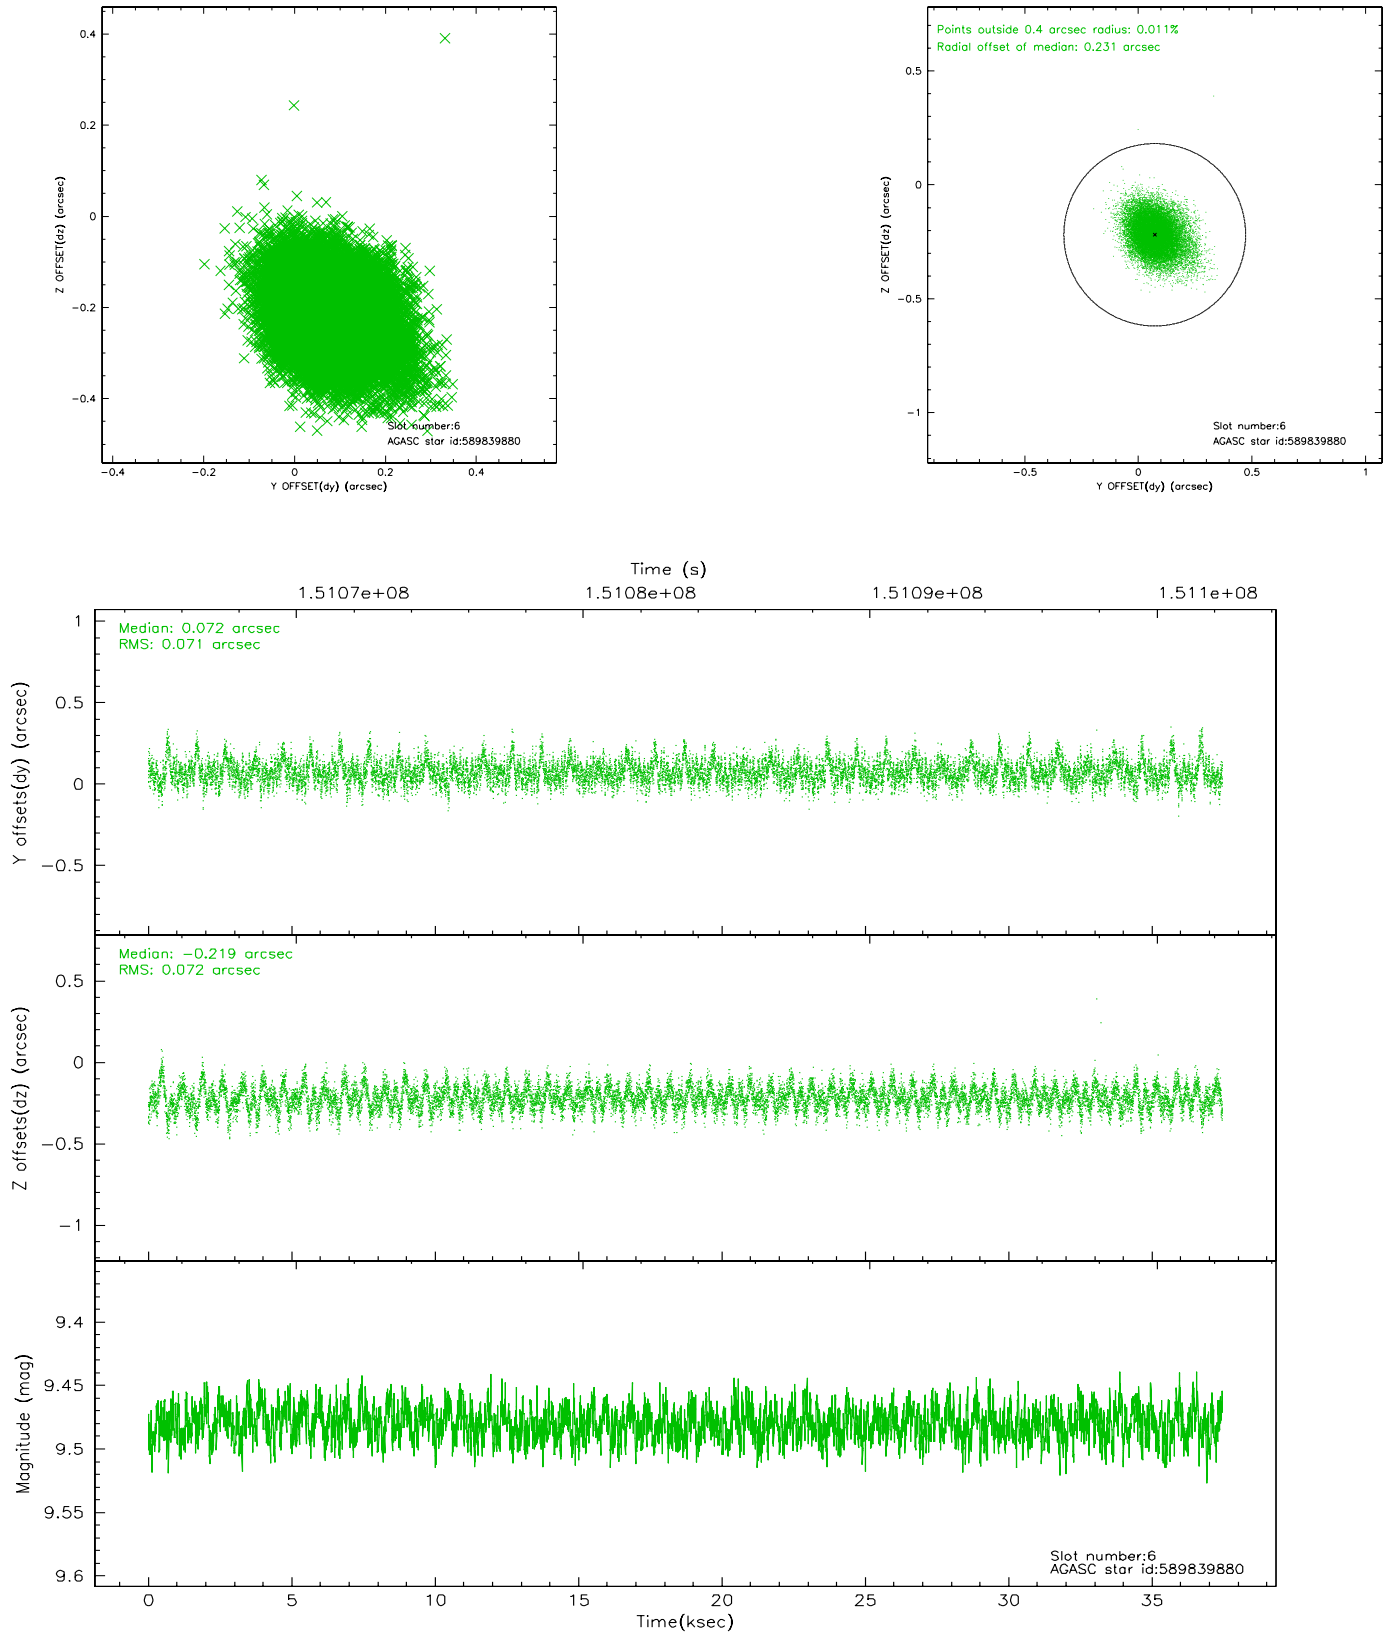 0.4
0.2
0
−0.2
−0.4
Z OFFSET(dz) (arcsec)
−0.4 −0.2 0 0.2 0.4
Y OFFSET(dy) (arcsec)
Slot number:6
AGASC star id:589839880
Points outside 0.4 arcsec radius: 0.011%
Radial offset of median: 0.231 arcsec
0.5
0
−0.5
−1
Z OFFSET(dz) (arcsec)
−0.5 0 0.5 1
Y OFFSET(dy) (arcsec)
Slot number:6
AGASC star id:589839880
Time (s)
1.5107e+08 1.5108e+08 1.5109e+08 1.511e+08
Median: 0.072 arcsec
RMS: 0.071 arcsec
1
0.5
0
−0.5
Y offsets(dy) (arcsec)
Median: −0.219 arcsec
RMS: 0.072 arcsec
0.5
0
−0.5
−1
Z offsets(dz) (arcsec)
9.4
9.45
9.5
9.55
9.6
Magnitude (mag)
Slot number:6
AGASC star id:589839880
0 5 10 15 20 25 30 35
Time(ksec)